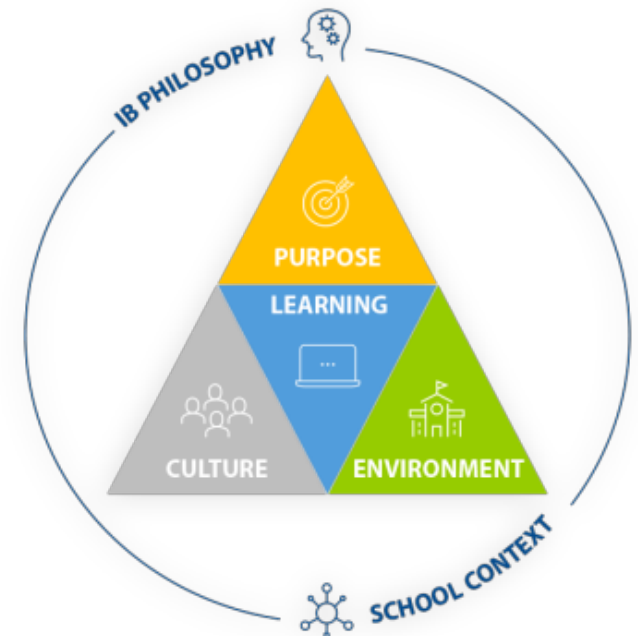 IB PHILOSOPHY
PURPOSE
LEARNING
CULTURE
ENVIRONMENT
SCHOOL CONTEXT